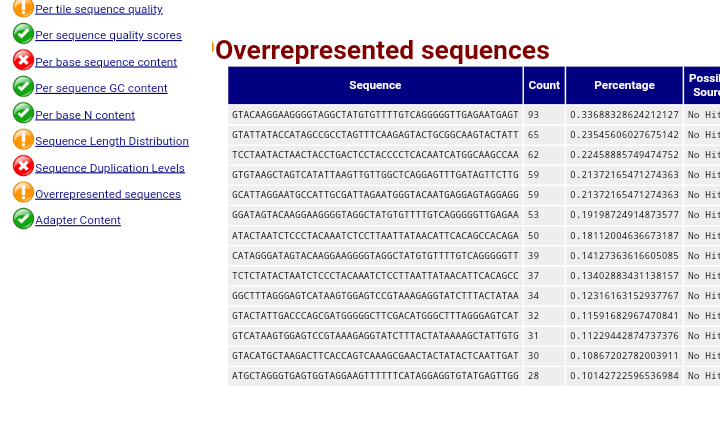 Per tile sequence quality
Per sequence quality scores
Per base sequence content
Per sequence GC content
Per base N content
Sequence Length Distribution
Sequence Duplication Levels
Overrepresented sequences
Adapter Content
Overrepresented sequences
Sequence Count Percentage Possil Sour
GTACAAGGAAGGGGTAGGCTATGTGTTTTGTCAGGGGGTTGAGAATGAGT 93 0.33688328624212127 No Hit
GTATTATACCATAGCCGCCTAGTTTCAAGAGTACTGCGGCAAGTACTATT 65 0.23545606027675142 No Hit
TCCTAATACTAACTACCTGACTCCTACCCCTCACAATCATGGCAAGCCAA 62 0.22458885749474752 No Hit
GTGTAAGCTAGTCATATTAAGTTGTTGGCTCAGGAGTTTGATAGTTCTTG 59 0.21372165471274363 No Hit
GCATTAGGAATGCCATTGCGATTAGAATGGGTACAATGAGGAGTAGGAGG 59 0.21372165471274363 No Hit
GGATAGTACAAGGAAGGGGTAGGCTATGTGTTTTGTCAGGGGGTTGAGAA 53 0.19198724914873577 No Hit
ATACTAATCTCCCTACAAATCTCCTTAATTATAACATTCACAGCCACAGA 50 0.18112004636673187 No Hit
CATAGGGATAGTACAAGGAAGGGGTAGGCTATGTGTTTTGTCAGGGGGTT 39 0.14127363616605085 No Hit
TCTCTATACTAATCTCCCTACAAATCTCCTTAATTATAACATTCACAGCC 37 0.13402883431138157 No Hit
GGCTTTAGGGAGTCATAAGTGGAGTCCGTAAAGAGGTATCTTTACTATAA 34 0.12316163152937767 No Hit
GTACTATTGACCCAGCGATGGGGGCTTCGACATGGGCTTTAGGGAGTCAT 32 0.11591682967470841 No Hit
GTCATAAGTGGAGTCCGTAAAGAGGTATCTTTACTATAAAAGCTATTGTG 31 0.11229442874737376 No Hit
GTACATGCTAAGACTTCACCAGTCAAAGCGAACTACTATACTCAATTGAT 30 0.10867202782003911 No Hit
ATGCTAGGGTGAGTGGTAGGAAGTTTTTTCATAGGAGGTGTATGAGTTGG 28 0.10142722596536984 No Hit